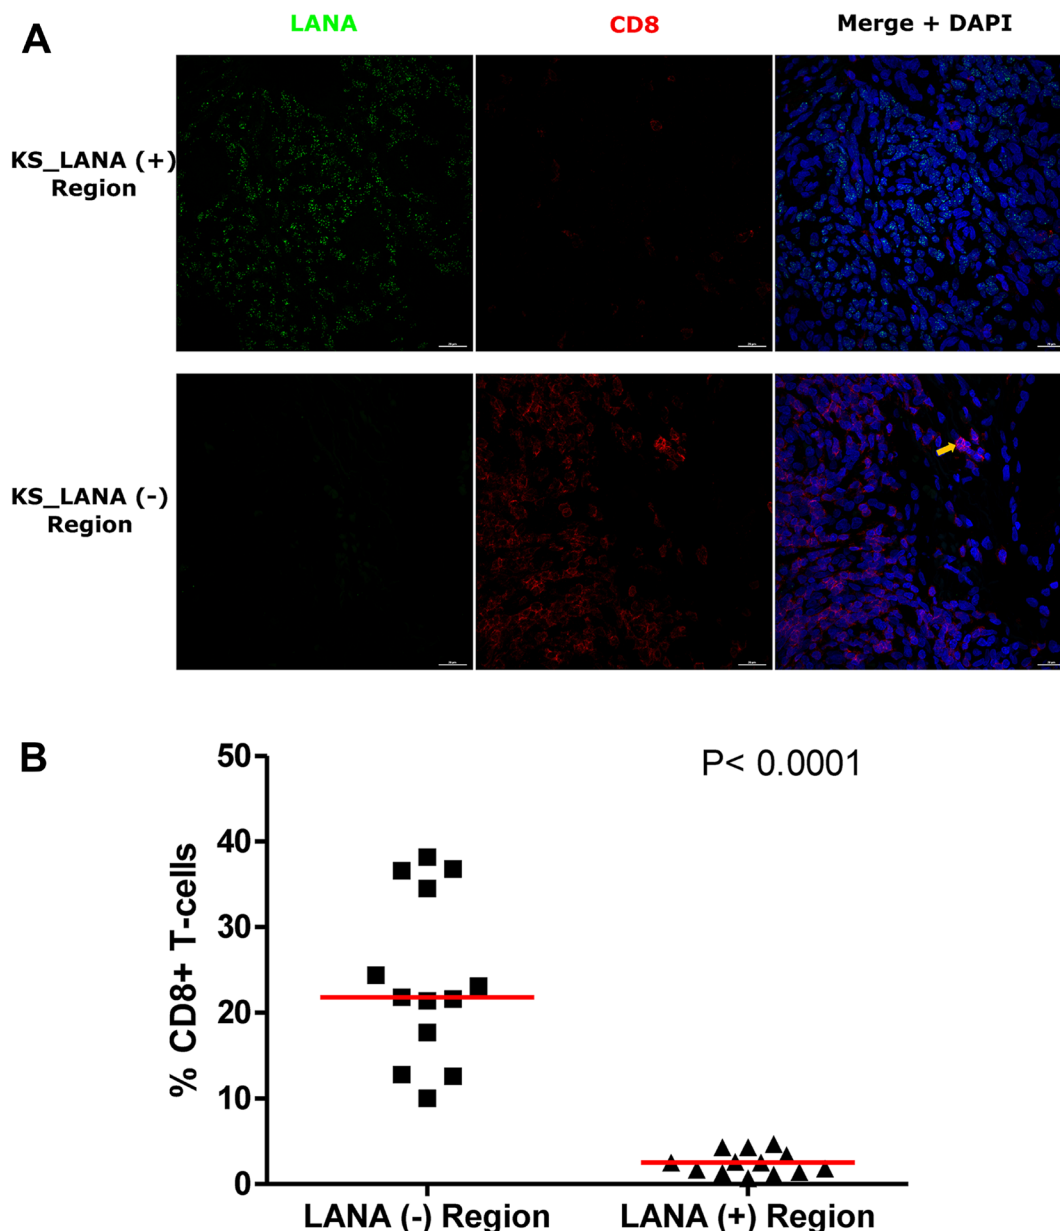 A
LANA
CD8
Merge + DAPI
KS_LANA (+)
Region
KS_LANA (-)
Region
B
P< 0.0001
% CD8+ T-cells
50
40
30
20
10
0
LANA (-) Region
LANA (+) Region